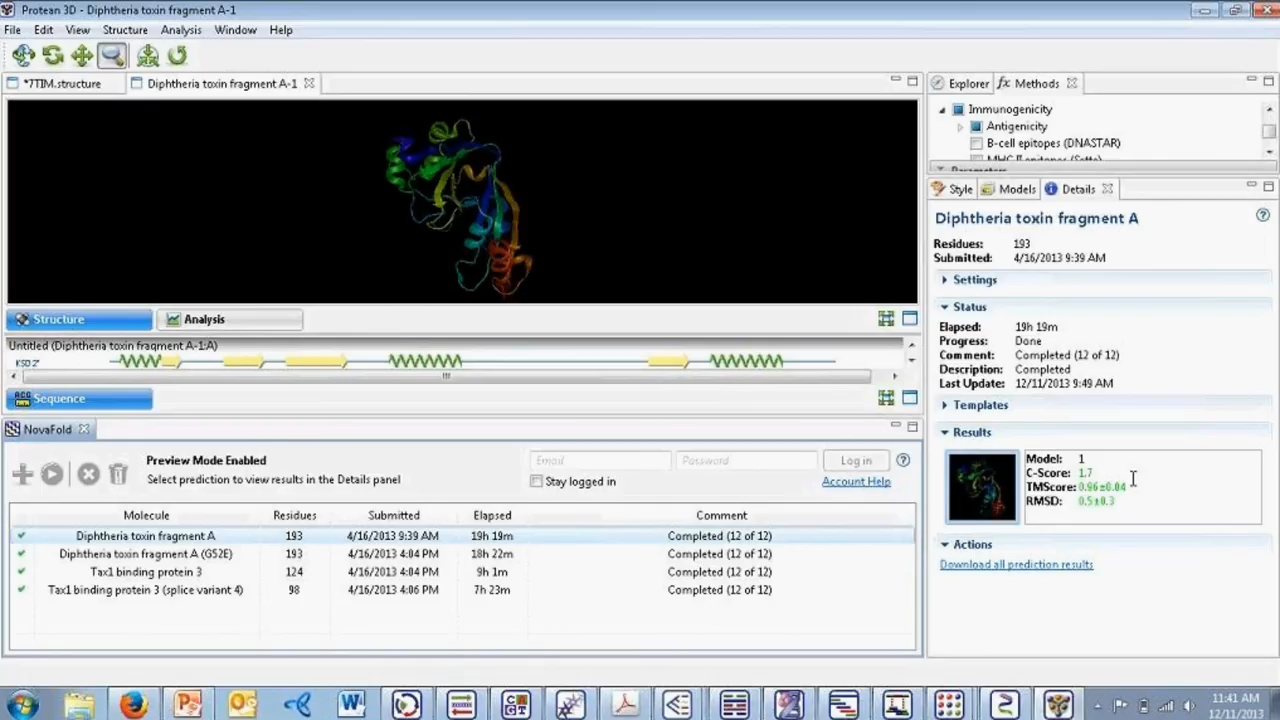 Protean 3D - Diphtheria toxin fragment A-1
File Edit View Structure Analysis Window Help
*7TIM.structure Diphtheria toxin fragment A-1
Explorer fx Methods
Immunogenicity
Antigenicity
B-cell epitopes (DNASTAR)
Style Models Details
Diphtheria toxin fragment A
Residues: 193
Submitted: 4/16/2013 9:39 AM
Settings
Status
Elapsed: 19h 19m
Progress: Done
Comment: Completed (12 of 12)
Description: Completed
Last Update: 12/11/2013 9:49 AM
Templates
Results
Model: 1
C-Score: 1.7
TMScore: 0.96±0.04
RMSD: 0.5±0.3
Actions
Download all prediction results
Structure Analysis
Untitled (Diphtheria toxin fragment A-1:A)
KSDZ
Sequence
NovaFold
Preview Mode Enabled
Select prediction to view results in the Details panel
Email Password Log in
Stay logged in Account Help
Molecule Residues Submitted Elapsed Comment
Diphtheria toxin fragment A 193 4/16/2013 9:39 AM 19h 19m Completed (12 of 12)
Diphtheria toxin fragment A (G52E) 193 4/16/2013 4:04 PM 18h 22m Completed (12 of 12)
Tax1 binding protein 3 124 4/16/2013 4:04 PM 9h 1m Completed (12 of 12)
Tax1 binding protein 3 (splice variant 4) 98 4/16/2013 4:06 PM 7h 23m Completed (12 of 12)
11:41 AM
12/11/2013